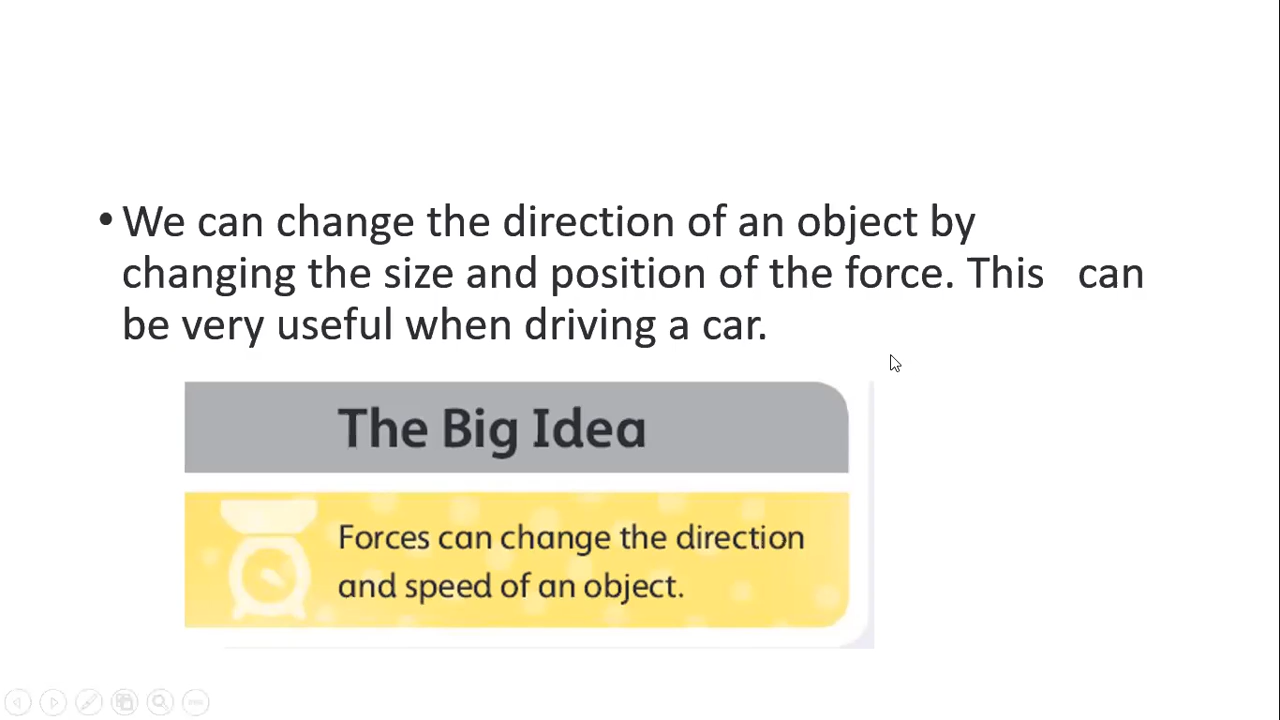 • We can change the direction of an object by
changing the size and position of the force. This can
be very useful when driving a car.
The Big Idea
Forces can change the direction
and speed of an object.